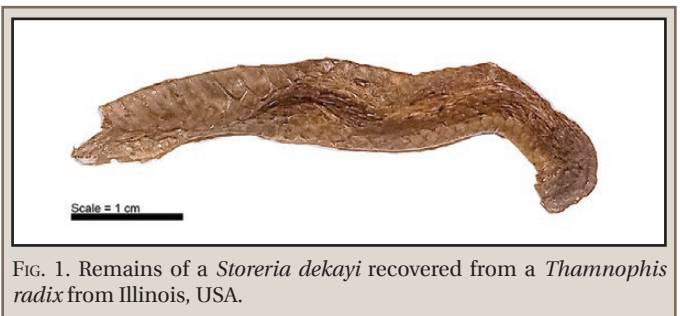 Scale = 1 cm
FIG. 1. Remains of a Storeria dekayi recovered from a Thamnophis
radix from Illinois, USA.